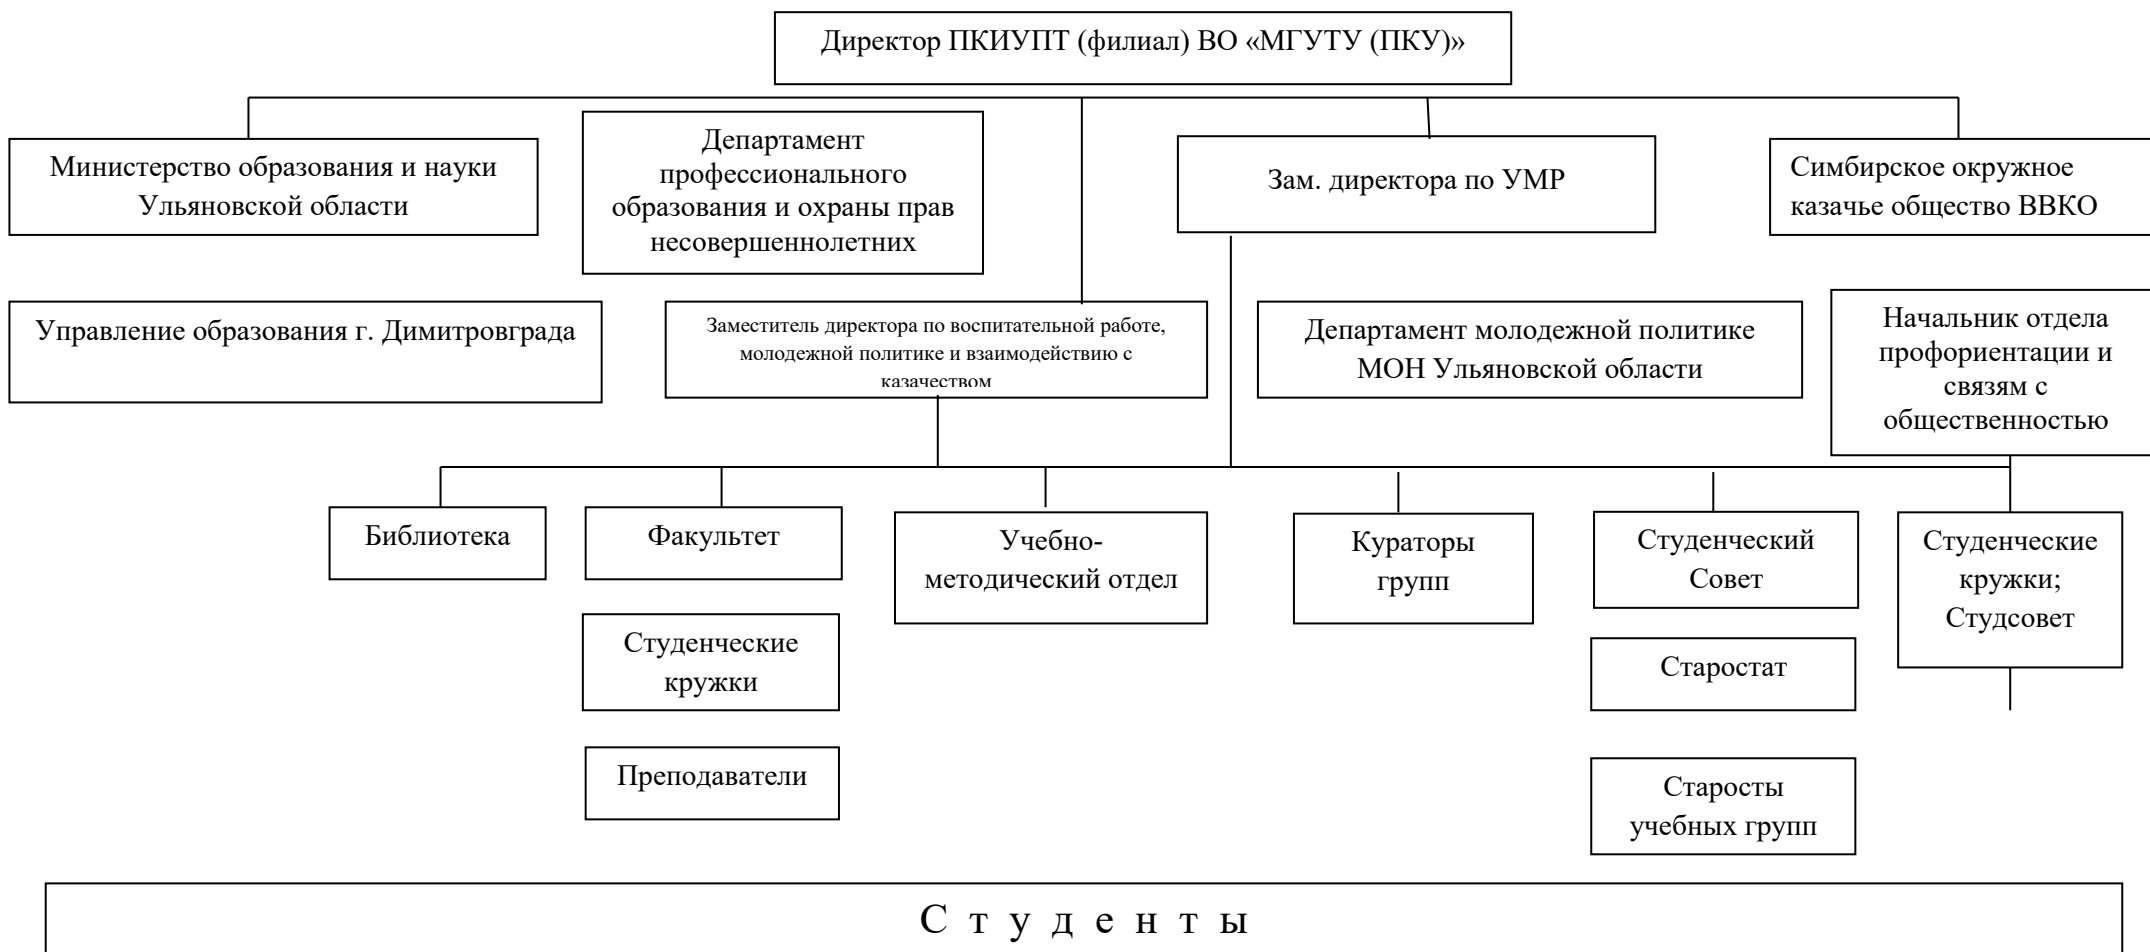 Директор ПКИУПТ (филиал) ВО «МГУТУ (ПКУ)»
Министерство образования и науки
Ульяновской области
Департамент
профессионального
образования и охраны прав
несовершеннолетних
Зам. директора по УМР
Симбирское окружное
казачье общество ВВКО
Управление образования г. Димитровграда
Заместитель директора по воспитательной работе,
молодежной политике и взаимодействию с
казачеством
Департамент молодежной политике
МОН Ульяновской области
Начальник отдела
профориентации и
связям с
общественностью
Библиотека
Факультет
Учебно-
методический отдел
Кураторы
групп
Студенческий
Совет
Студенческие
кружки;
Студсовет
Студенческие
кружки
Старостат
Преподаватели
Старосты
учебных групп
С т у д е н т ы